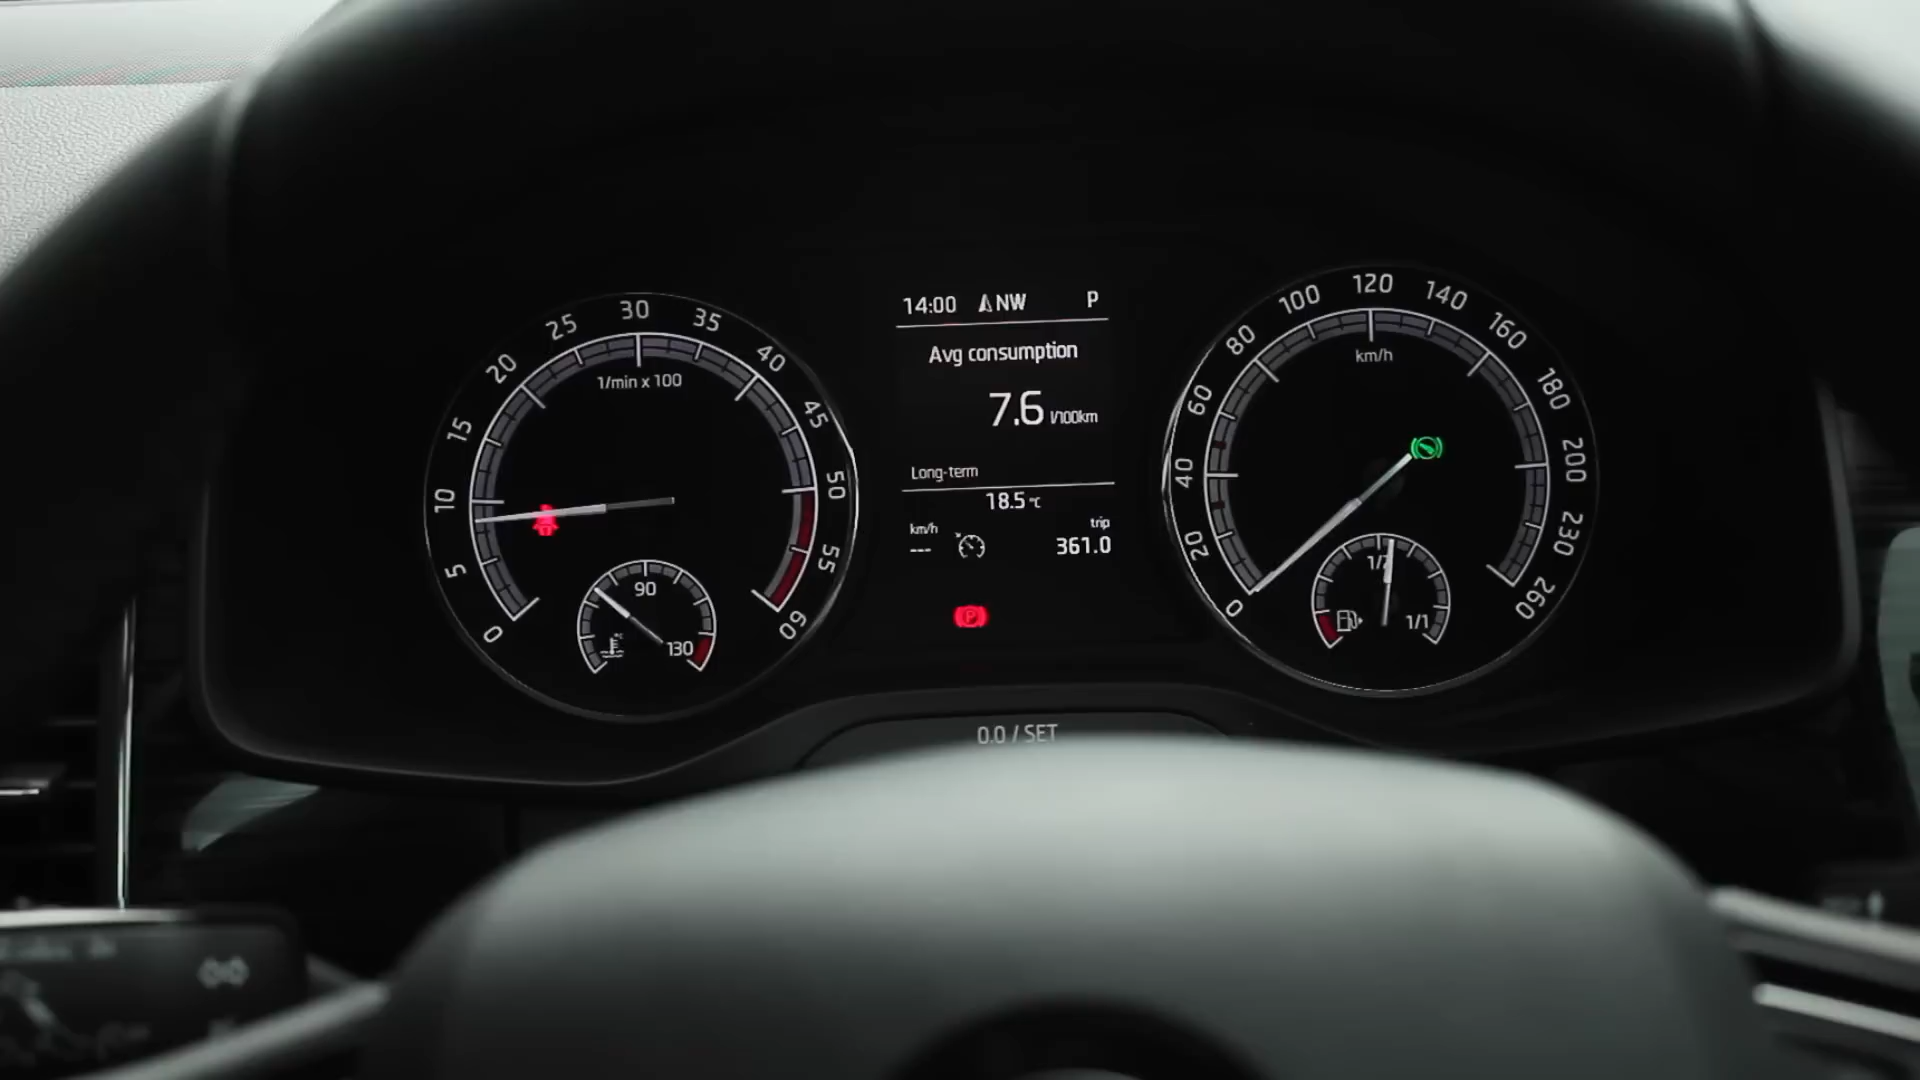 0 5 10 15 20 25 30 35 40 45 50 55 60
1/min x 100
90
130
14:00 NW P
Avg consumption
7.6 l/100km
Long-term
18.5 °C
km/h
trip
--- 361.0
P
0 20 40 60 80 100 120 140 160 180 200 230 260
km/h
1/1
0.0 / SET